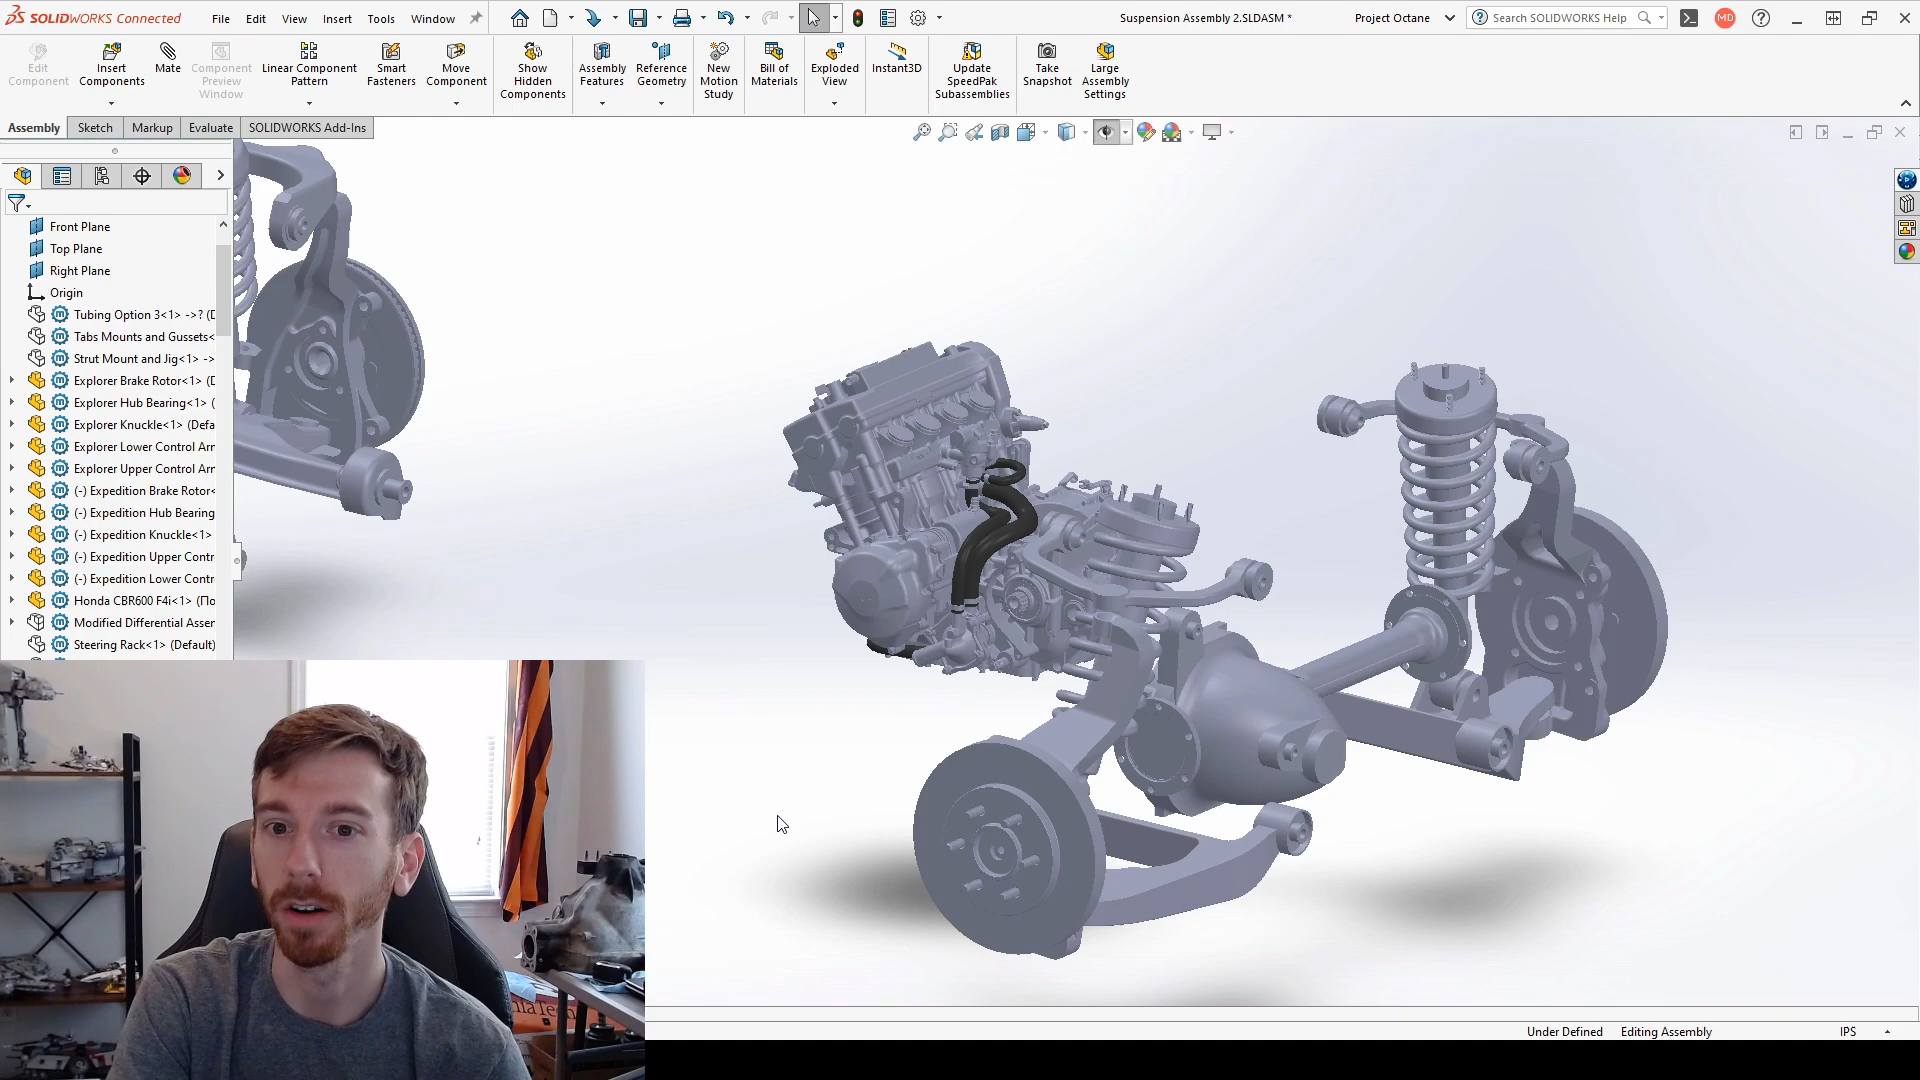 SOLIDWORKS Connected File Edit View Insert Tools Window Suspension Assembly 2.SLDASM * Project Octane Search SOLIDWORKS Help MD
Edit Component
Insert Components
Mate
Component Preview Window
Linear Component Pattern
Smart Fasteners
Move Component
Show Hidden Components
Assembly Features
Reference Geometry
New Motion Study
Bill of Materials
Exploded View
Instant3D
Update SpeedPak Subassemblies
Take Snapshot
Large Assembly Settings
Assembly Sketch Markup Evaluate SOLIDWORKS Add-Ins
Front Plane
Top Plane
Right Plane
Origin
Tubing Option 3<1> ->? (D
Tabs Mounts and Gussets<
Strut Mount and Jig<1> ->
Explorer Brake Rotor<1> (D
Explorer Hub Bearing<1> (
Explorer Knuckle<1> (Defa
Explorer Lower Control Arr
Explorer Upper Control Arr
(-) Expedition Brake Rotor<
(-) Expedition Hub Bearing
(-) Expedition Knuckle<1>
(-) Expedition Upper Contr
(-) Expedition Lower Contr
Honda CBR600 F4i<1> (По
Modified Differential Assem
Steering Rack<1> (Default)
Under Defined Editing Assembly IPS